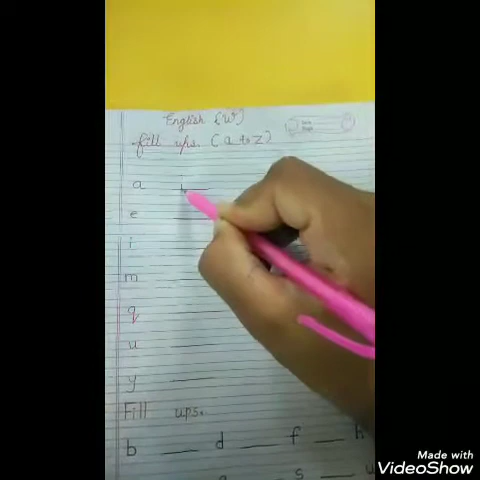 English (W)
fill ups. (a to z)
a
e
i
m
q
u
y
Fill ups.
b d f h
s u
Made with
VideoShow